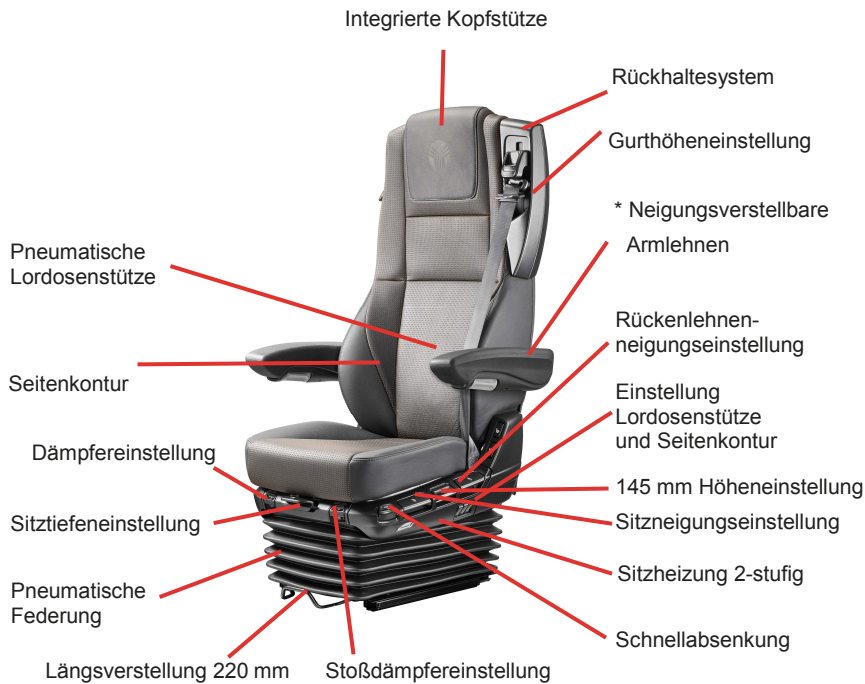 Integrierte Kopfstütze
Rückhaltesystem
Gurthöheneinstellung
* Neigungsverstellbare
Armlehnen
Pneumatische
Lordosenstütze
Rückenlehnen-
neigungseinstellung
Seitenkontur
Einstellung
Lordosenstütze
und Seitenkontur
Dämpfereinstellung
145 mm Höheneinstellung
Sitztiefeneinstellung
Sitzneigungseinstellung
Sitzheizung 2-stufig
Pneumatische
Federung
Schnellabsenkung
Längsverstellung 220 mm
Stoßdämpfereinstellung